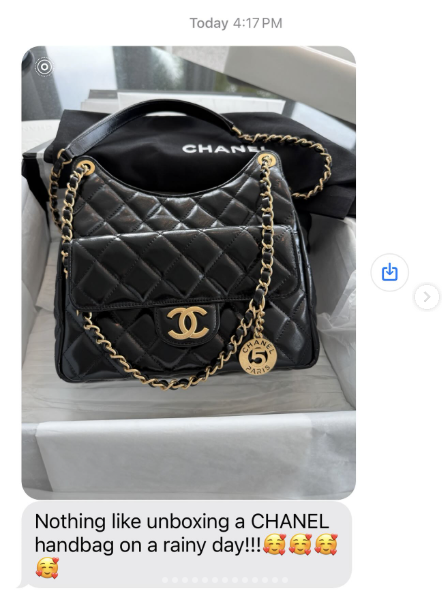 Today 4:17 PM
CHANEL
CHANEL
5
PARIS
Nothing like unboxing a CHANEL
handbag on a rainy day!!!🥰🥰🥰
🥰